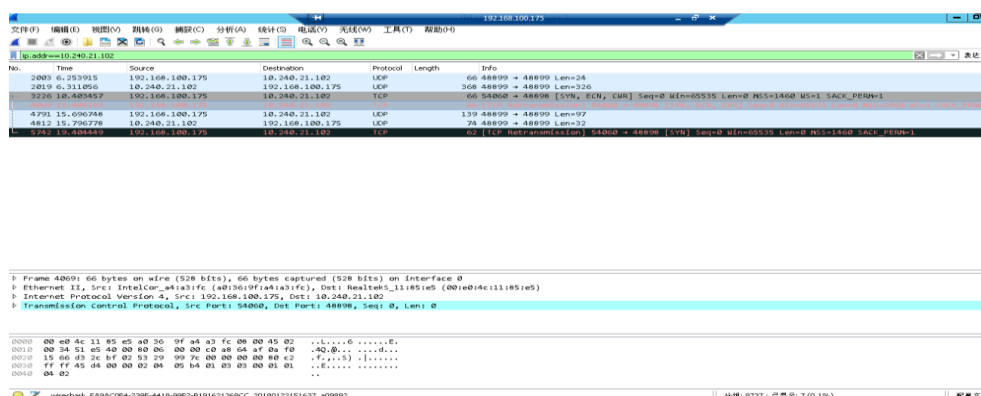 192.168.100.175
文件(F) 编辑(E) 视图(V) 跳转(G) 捕获(C) 分析(A) 统计(S) 电话(Y) 无线(W) 工具(T) 帮助(H)
ip.addr==10.240.21.102
No. Time Source Destination Protocol Length Info
2003 6.253915 192.168.100.175 10.240.21.102 UDP 66 48899 → 48899 Len=24
2019 6.311056 10.240.21.102 192.168.100.175 UDP 368 48899 → 48899 Len=326
3226 10.403457 192.168.100.175 10.240.21.102 TCP 66 54060 → 48898 [SYN, ECN, CWR] Seq=0 Win=65535 Len=0 MSS=1460 WS=1 SACK_PERM=1
4791 15.696748 192.168.100.175 10.240.21.102 UDP 139 48899 → 48899 Len=97
4812 15.796778 10.240.21.102 192.168.100.175 UDP 74 48899 → 48899 Len=32
5742 19.404449 192.168.100.175 10.240.21.102 TCP 62 [TCP Retransmission] 54060 → 48898 [SYN] Seq=0 Win=65535 Len=0 MSS=1460 SACK_PERM=1
Frame 4069: 66 bytes on wire (528 bits), 66 bytes captured (528 bits) on interface 0
Ethernet II, Src: IntelCor_a4:a3:fc (a0:36:9f:a4:a3:fc), Dst: RealtekS_11:85:e5 (00:e0:4c:11:85:e5)
Internet Protocol Version 4, Src: 192.168.100.175, Dst: 10.240.21.102
Transmission Control Protocol, Src Port: 54060, Dst Port: 48898, Seq: 0, Len: 0
0000 00 e0 4c 11 85 e5 a0 36 9f a4 a3 fc 08 00 45 02 ..L....6 ......E.
0010 00 34 51 e5 40 00 80 06 00 00 c0 a8 64 af 0a f0 .4Q.@... ....d...
0020 15 66 d3 2c bf 02 53 29 99 7c 00 00 00 00 80 c2 .f.,..S) .|......
0030 ff ff 45 d4 00 00 02 04 05 b4 01 03 03 00 01 01 ..E..... ........
0040 04 02 ..